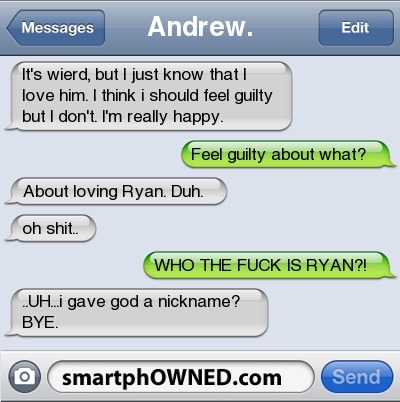 Messages
Andrew.
Edit
It's wierd, but I just know that I
love him. I think i should feel guilty
but I don't. I'm really happy.
Feel guilty about what?
About loving Ryan. Duh.
oh shit..
WHO THE FUCK IS RYAN?!
..UH...i gave god a nickname?
BYE.
smartphOWNED.com
Send